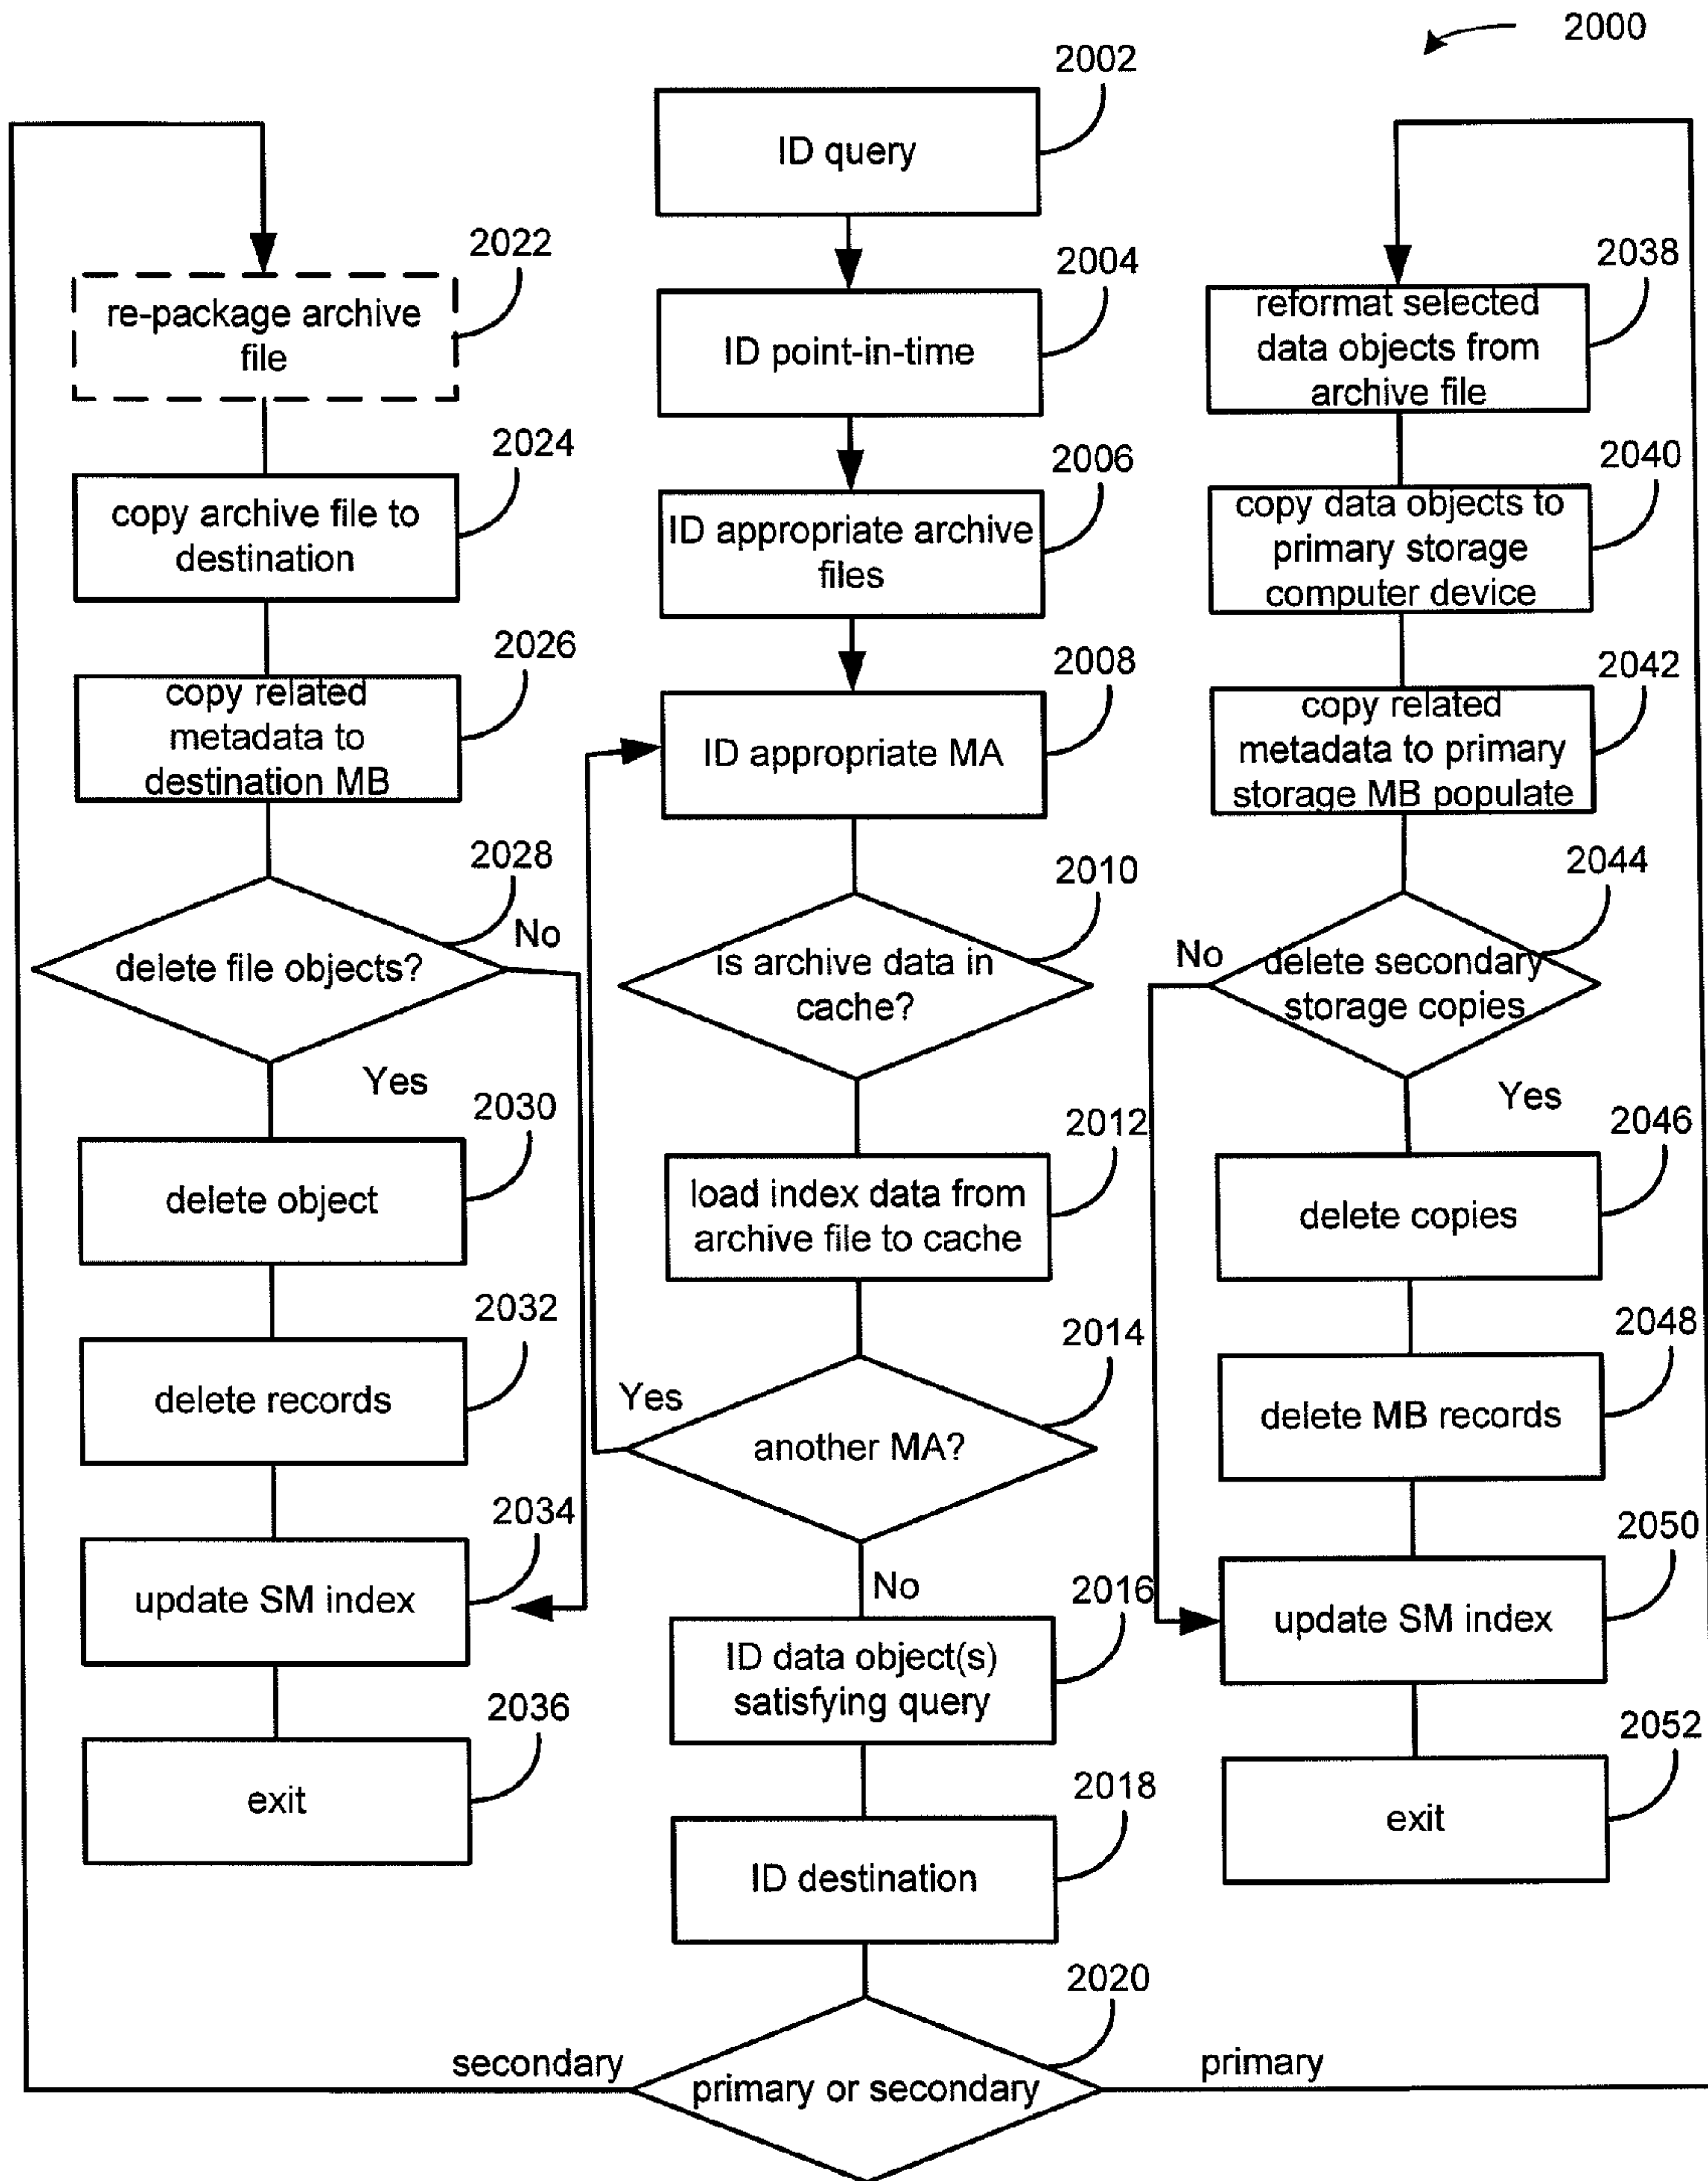 2000
2002
ID query
2004
ID point-in-time
2006
ID appropriate archive
files
2008
ID appropriate MA
2010
is archive data in
cache?
2012
load index data from
archive file to cache
2014
another MA?
Yes
No
2016
ID data object(s)
satisfying query
2018
ID destination
2020
primary or secondary
secondary
primary
2022
re-package archive
file
2024
copy archive file to
destination
2026
copy related
metadata to
destination MB
2028
delete file objects?
No
Yes
2030
delete object
2032
delete records
2034
update SM index
2036
exit
2038
reformat selected
data objects from
archive file
2040
copy data objects to
primary storage
computer device
2042
copy related
metadata to primary
storage MB populate
2044
delete secondary
storage copies
No
Yes
2046
delete copies
2048
delete MB records
2050
update SM index
2052
exit